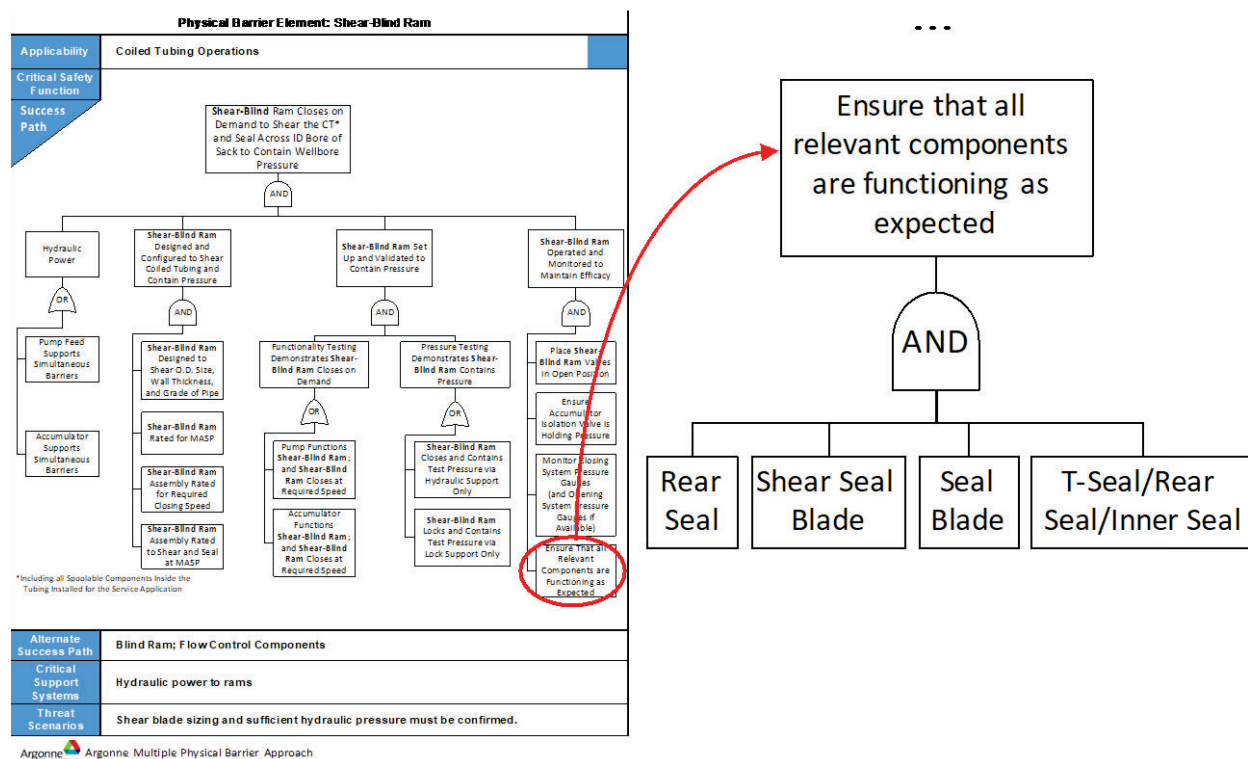 Physical Barrier Element: Shear-Blind Ram
Applicability
Coiled Tubing Operations
Critical Safety
Function
Success
Path
Shear-Blind Ram Closes on
Demand to Shear the CT*
and Seal Across ID Bore of
Sack to Contain Wellbore
Pressure
AND
Hydraulic
Power
OR
Pump Feed
Supports
Simultaneous
Barriers
Accumulator
Supports
Simultaneous
Barriers
Shear-Blind Ram
Designed and
Configured to Shear
Coiled Tubing and
Contain Pressure
AND
Shear-Blind Ram
Designed to
Shear O.D. Size,
Wall Thickness,
and Grade of Pipe
Shear-Blind Ram
Rated for MASP
Shear-Blind Ram
Assembly Rated
for Required
Closing Speed
Shear-Blind Ram
Assembly Rated
to Shear and Seal
at MASP
Shear-Blind Ram Set
Up and Validated to
Contain Pressure
AND
Functionality Testing
Demonstrates Shear-
Blind Ram Closes on
Demand
OR
Pump Functions
Shear-Blind Ram;
and Shear-Blind
Ram Closes at
Required Speed
Accumulator
Functions
Shear-Blind Ram;
and Shear-Blind
Ram Closes at
Required Speed
Pressure Testing
Demonstrates Shear-
Blind Ram Contains
Pressure
OR
Shear-Blind Ram
Closes and Contains
Test Pressure via
Hydraulic Support
Only
Shear-Blind Ram
Locks and Contains
Test Pressure via
Lock Support Only
Shear-Blind Ram
Operated and
Monitored to
Maintain Efficacy
AND
Place Shear-
Blind Ram Valves
in Open Position
Ensure
Accumulator
Isolation Valve Is
Holding Pressure
Monitor Closing
System Pressure
Gauges
(and Opening
System Pressure
Gauges if
Available)
Ensure That all
Relevant
Components are
Functioning as
Expected
*Including all Spoolable Components Inside the
Tubing Installed for the Service Application
Alternate
Success Path
Blind Ram; Flow Control Components
Critical
Support
Systems
Hydraulic power to rams
Threat
Scenarios
Shear blade sizing and sufficient hydraulic pressure must be confirmed.
Argonne Argonne Multiple Physical Barrier Approach
...
Ensure that all
relevant components
are functioning as
expected
AND
Rear
Seal
Shear Seal
Blade
Seal
Blade
T-Seal/Rear
Seal/Inner Seal